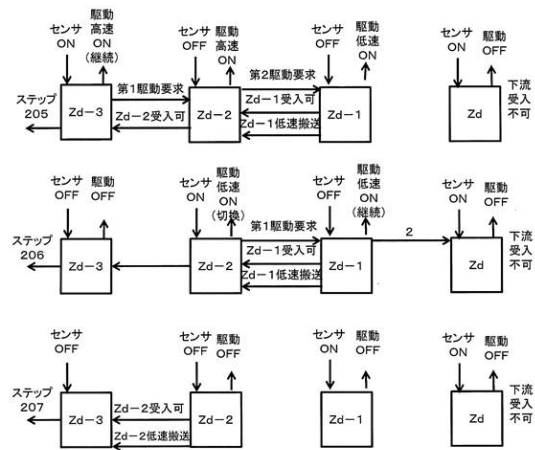 センサ
ON
駆動
高速
ON
(継続)
センサ
OFF
駆動
高速
ON
センサ
OFF
駆動
低速
ON
センサ
ON
駆動
OFF
ステップ
205
Zd−3
第1駆動要求
Zd−2受入可
Zd−2
第2駆動要求
Zd−1受入可
Zd−1低速搬送
Zd−1
Zd
下流
受入
不可
センサ
OFF
駆動
OFF
センサ
ON
駆動
低速
ON
(切換)
センサ
OFF
駆動
低速
ON
(継続)
センサ
ON
駆動
OFF
ステップ
206
Zd−3
Zd−2
第1駆動要求
Zd−1受入可
Zd−1低速搬送
Zd−1
2
Zd
下流
受入
不可
センサ
OFF
センサ
OFF
駆動
OFF
センサ
ON
駆動
OFF
センサ
ON
駆動
OFF
ステップ
207
Zd−3
Zd−2受入可
Zd−2低速搬送
Zd−2
Zd−1
Zd
下流
受入
不可